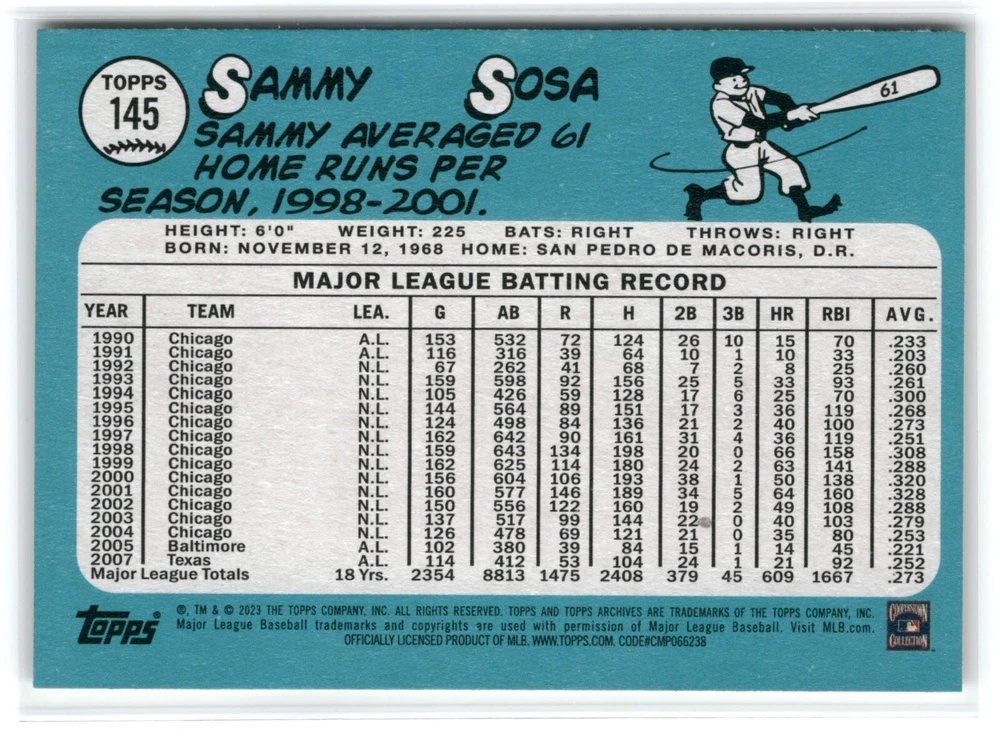 TOPPS
145
SAMMY SOSA
SAMMY AVERAGED 61
HOME RUNS PER
SEASON, 1998-2001.
61
HEIGHT: 6'0" WEIGHT: 225 BATS: RIGHT THROWS: RIGHT
BORN: NOVEMBER 12, 1968 HOME: SAN PEDRO DE MACORIS, D.R.
MAJOR LEAGUE BATTING RECORD
YEAR TEAM LEA. G AB R H 2B 3B HR RBI AVG.
1990 Chicago A.L. 153 532 72 124 26 10 15 70 .233
1991 Chicago A.L. 116 316 39 64 10 1 10 33 .203
1992 Chicago N.L. 67 262 41 68 7 2 8 25 .260
1993 Chicago N.L. 159 598 92 156 25 5 33 93 .261
1994 Chicago N.L. 105 426 59 128 17 6 25 70 .300
1995 Chicago N.L. 144 564 89 151 17 3 36 119 .268
1996 Chicago N.L. 124 498 84 136 21 2 40 100 .273
1997 Chicago N.L. 162 642 90 161 31 4 36 119 .251
1998 Chicago N.L. 159 643 134 198 20 0 66 158 .308
1999 Chicago N.L. 162 625 114 180 24 2 63 141 .288
2000 Chicago N.L. 156 604 106 193 38 1 50 138 .320
2001 Chicago N.L. 160 577 146 189 34 5 64 160 .328
2002 Chicago N.L. 150 556 122 160 19 2 49 108 .288
2003 Chicago N.L. 137 517 99 144 22 0 40 103 .279
2004 Chicago N.L. 126 478 69 121 21 0 35 80 .253
2005 Baltimore A.L. 102 380 39 84 15 1 14 45 .221
2007 Texas A.L. 114 412 53 104 24 1 21 92 .252
Major League Totals 18 Yrs. 2354 8813 1475 2408 379 45 609 1667 .273
Topps®
®, TM & © 2023 THE TOPPS COMPANY, INC. ALL RIGHTS RESERVED. TOPPS AND TOPPS ARCHIVES ARE TRADEMARKS OF THE TOPPS COMPANY, INC.
Major League Baseball trademarks and copyrights are used with permission of Major League Baseball. Visit MLB.com.
OFFICIALLY LICENSED PRODUCT OF MLB. WWW.TOPPS.COM. CODE#CMP066238
COOPERSTOWN
COLLECTION